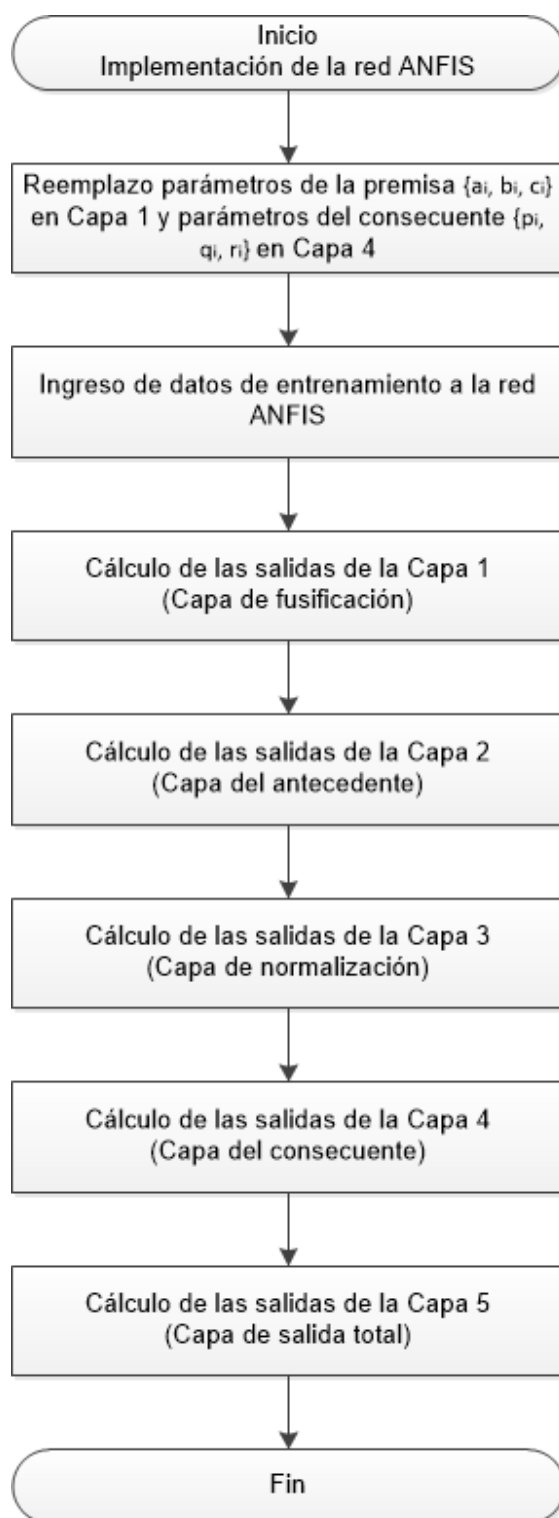 Inicio
Implementación de la red ANFIS
Reemplazo parámetros de la premisa {ai, bi, ci}
en Capa 1 y parámetros del consecuente {pi,
qi, ri} en Capa 4
Ingreso de datos de entrenamiento a la red
ANFIS
Cálculo de las salidas de la Capa 1
(Capa de fusificación)
Cálculo de las salidas de la Capa 2
(Capa del antecedente)
Cálculo de las salidas de la Capa 3
(Capa de normalización)
Cálculo de las salidas de la Capa 4
(Capa del consecuente)
Cálculo de las salidas de la Capa 5
(Capa de salida total)
Fin